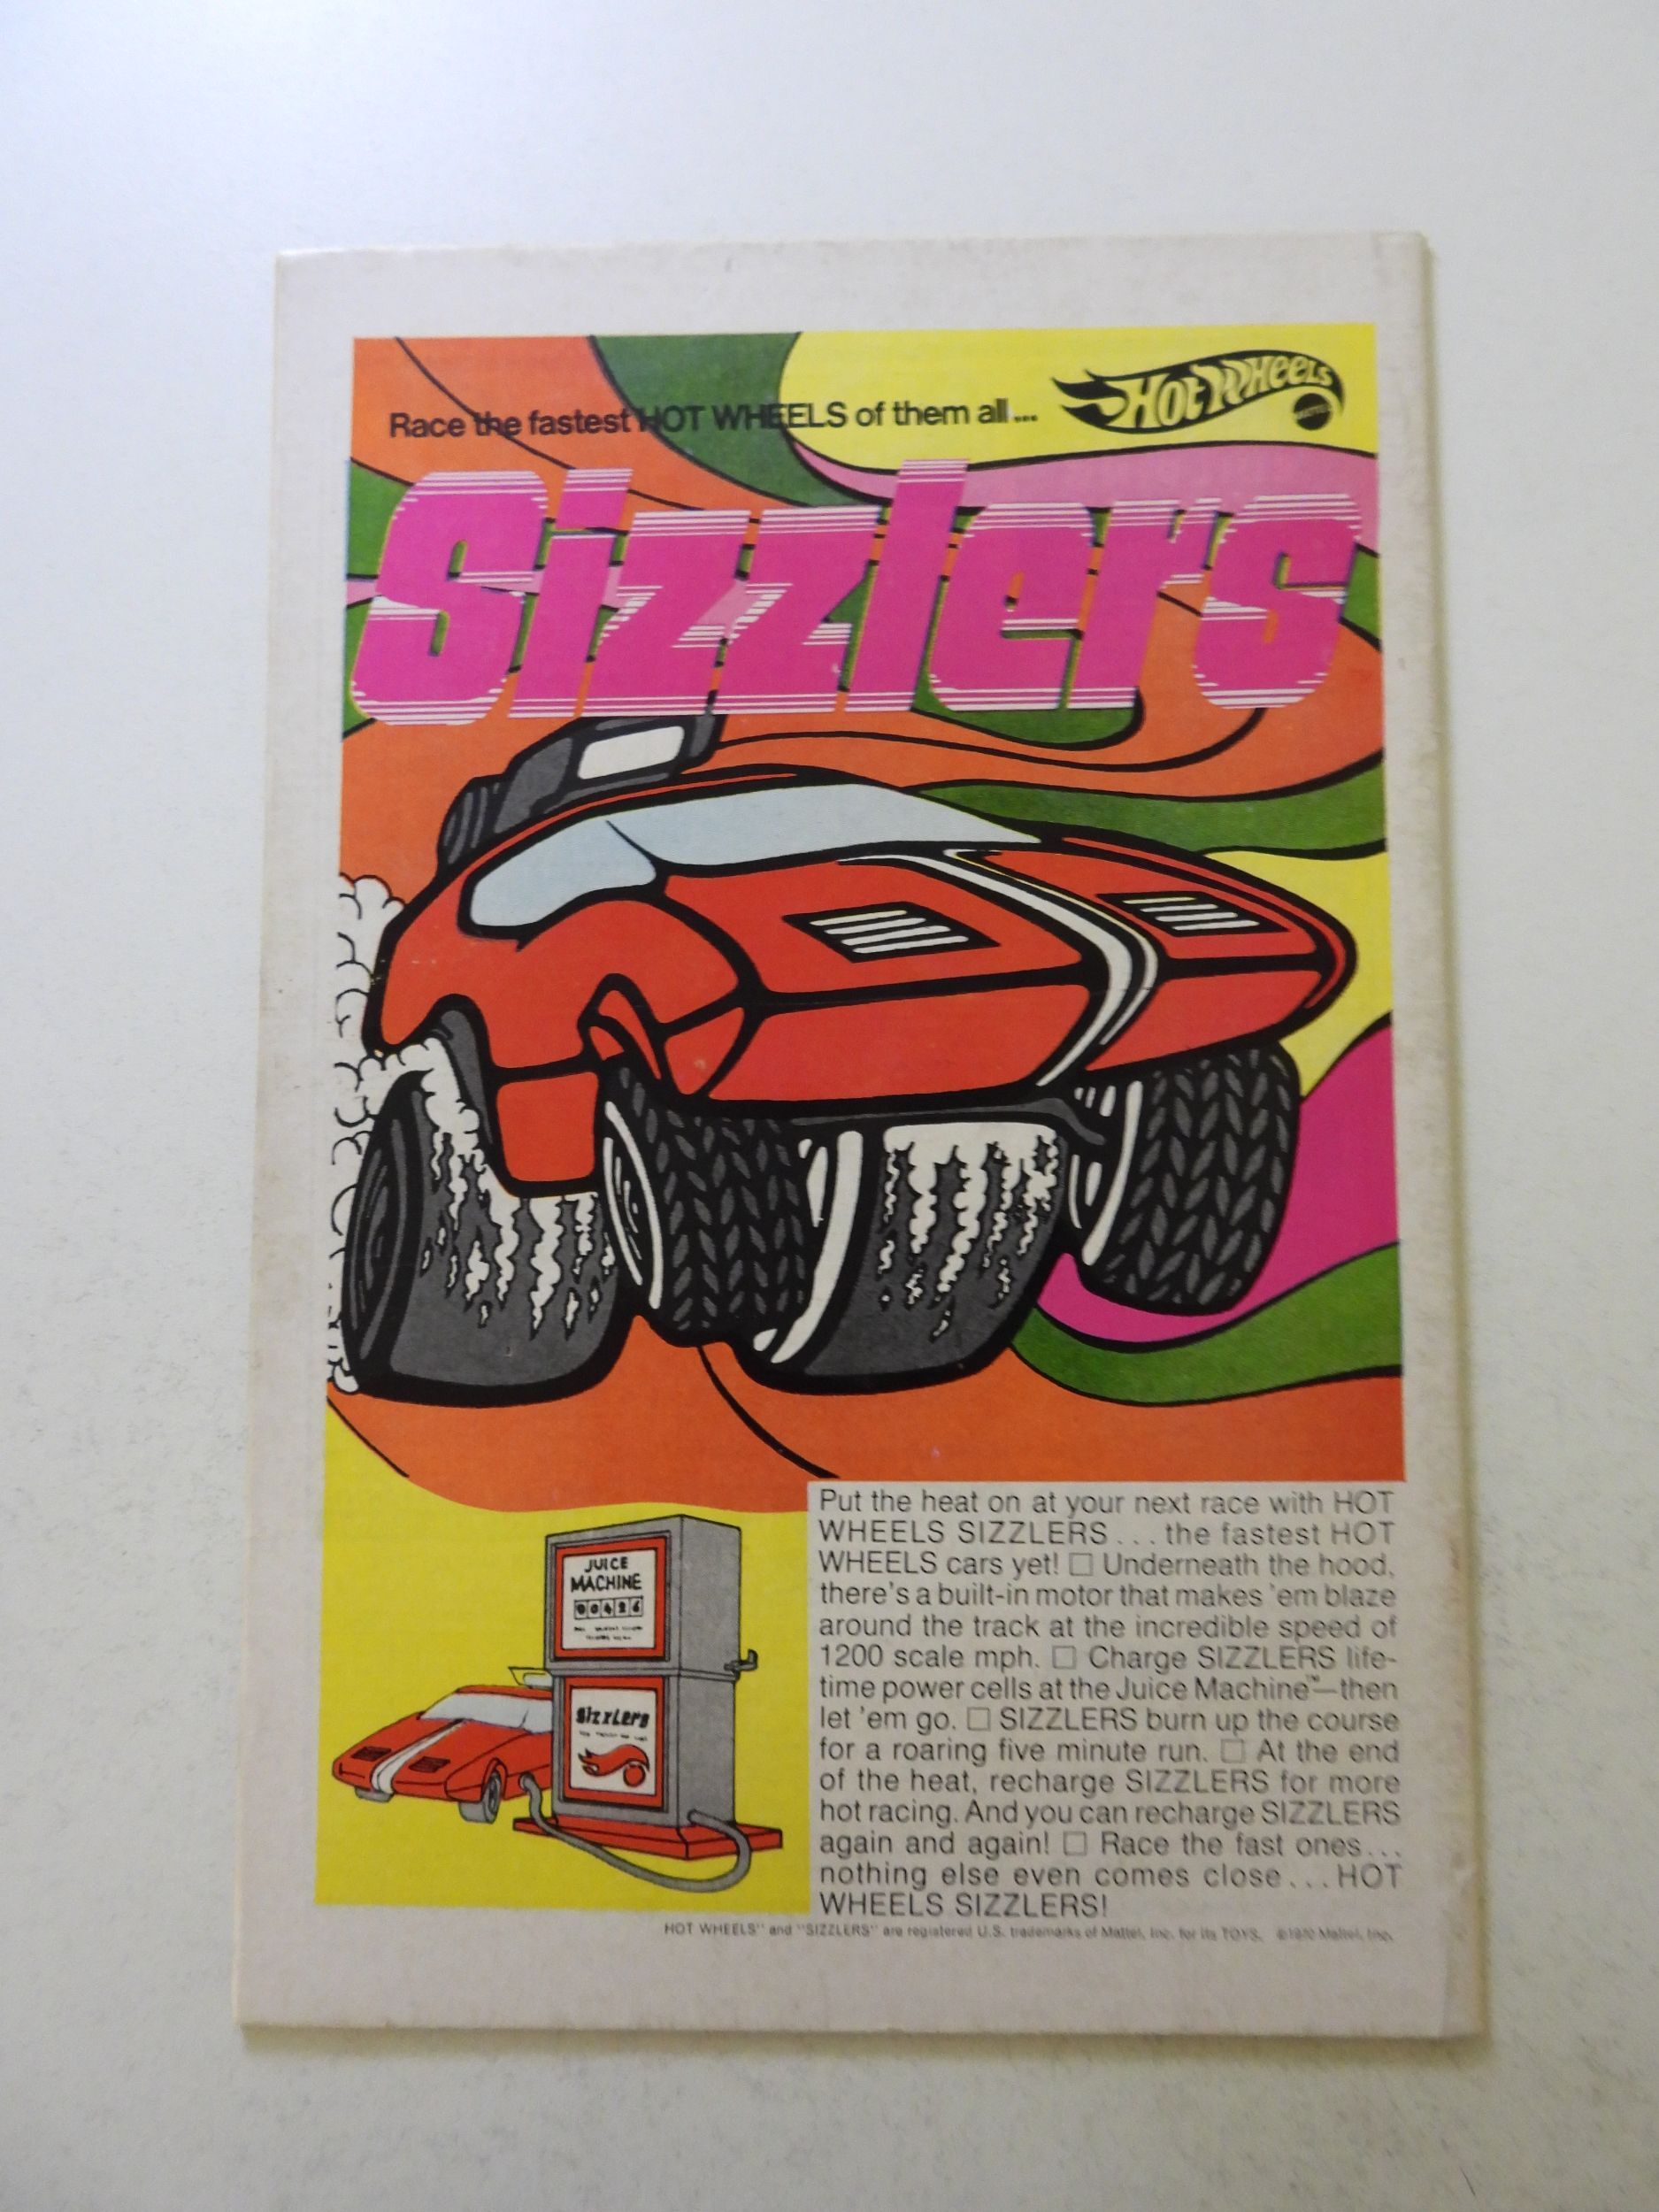 Race the fastest HOT WHEELS of them all...
Hot Wheels
Sizzlers
Put the heat on at your next race with HOT
WHEELS SIZZLERS... the fastest HOT
WHEELS cars yet! □ Underneath the hood,
there's a built-in motor that makes 'em blaze
around the track at the incredible speed of
1200 scale mph. □ Charge SIZZLERS life-
time power cells at the Juice Machine™—then
let 'em go. □ SIZZLERS burn up the course
for a roaring five minute run. □ At the end
of the heat, recharge SIZZLERS for more
hot racing. And you can recharge SIZZLERS
again and again! □ Race the fast ones...
nothing else even comes close... HOT
WHEELS SIZZLERS!
JUICE
MACHINE
00426
Sizzlers
HOT WHEELS" and "SIZZLERS" are registered U.S. trademarks of Mattel, Inc. for its TOYS. ©1970 Mattel, Inc.